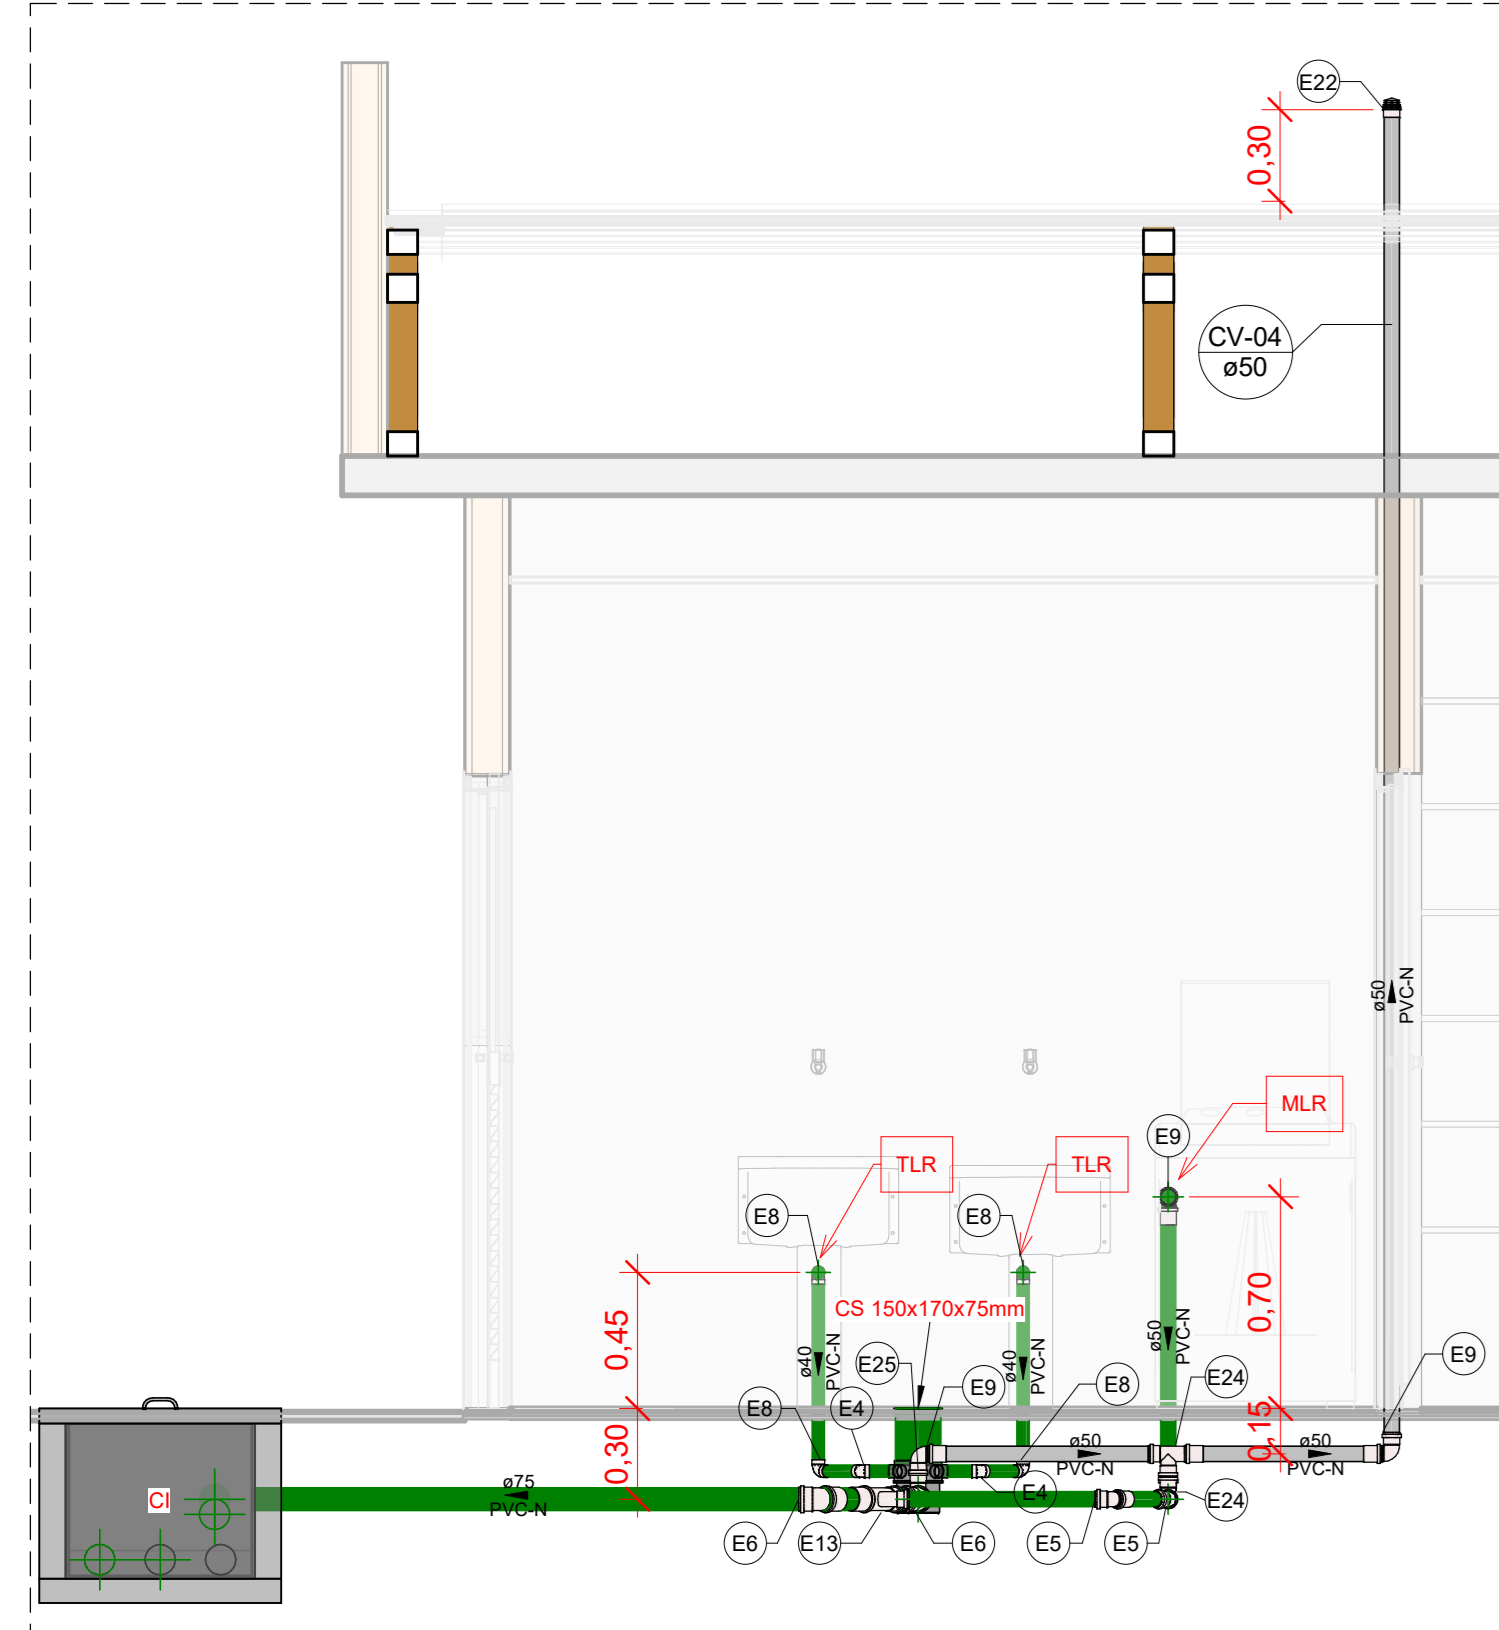 E22
0,30
CV-04
ø50
ø50
PVC-N
MLR
E9
TLR
TLR
E8
E8
0,70
CS 150x170x75mm
0,45
ø40
PVC-N
ø40
PVC-N
ø50
PVC-N
E25
E9
E8
E24
E9
E8
E4
0,15
0,30
ø50
PVC-N
ø50
PVC-N
CI
ø75
PVC-N
E4
E24
E6
E13
E6
E5
E5